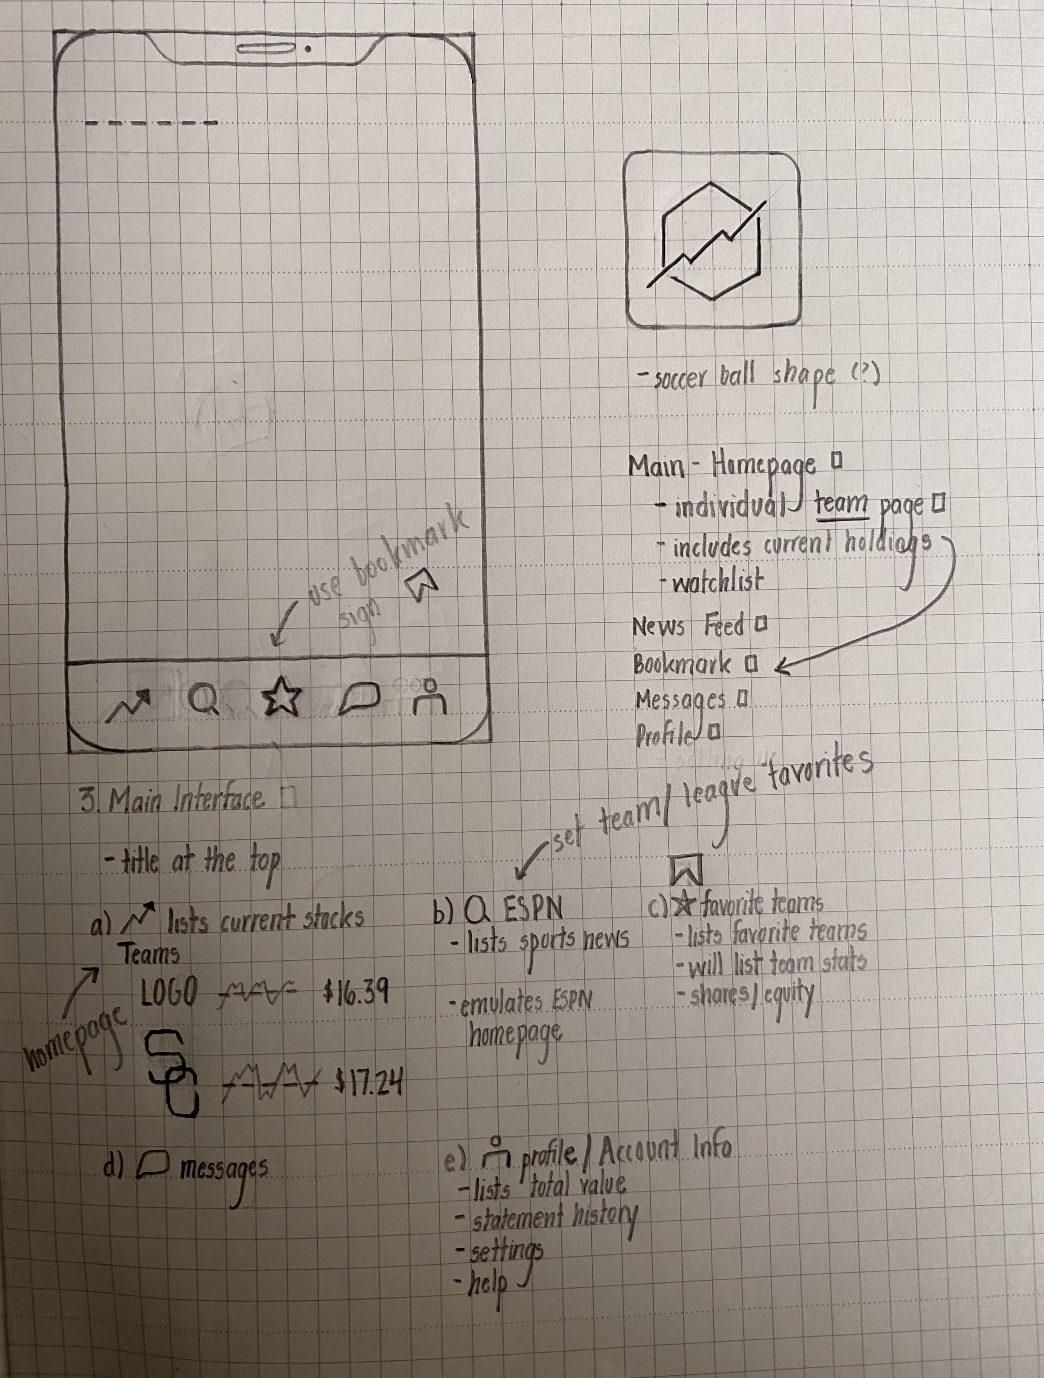 - soccer ball shape (?)
Main - Homepage
- individual team page
- includes current holdings
- watchlist
News Feed
Bookmark
Messages
Profile
use bookmark
sign
3. Main Interface
- title at the top
a) lists current stocks
Teams
homepage
LOGO $16.39
SC $17.24
set team/league favorites
b) ESPN
- lists sports news
- emulates ESPN
homepage
c) favorite teams
- lists favorite teams
- will list team stats
- shares/equity
d) messages
e) profile/Account Info
- lists total value
- statement history
- settings
- help